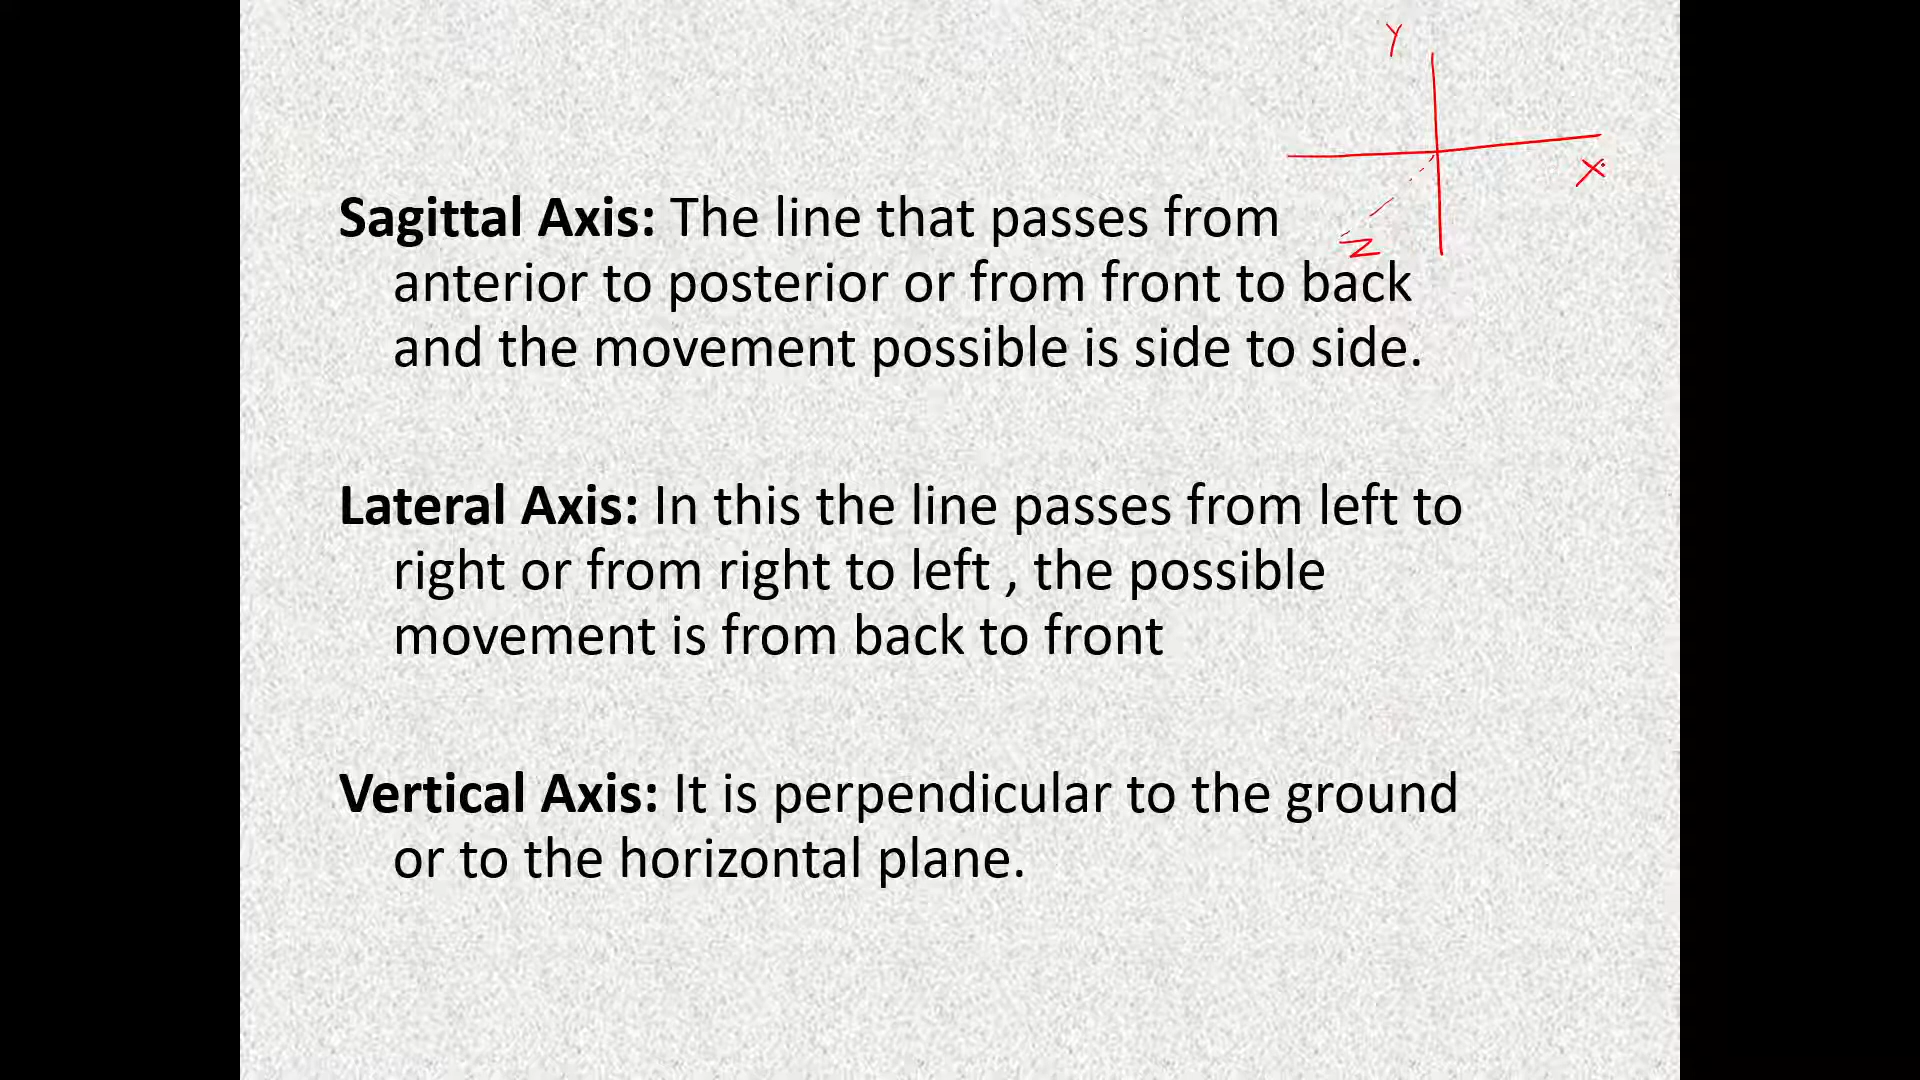 Y
X
Sagittal Axis: The line that passes from
Z
anterior to posterior or from front to back
and the movement possible is side to side.
Lateral Axis: In this the line passes from left to
right or from right to left , the possible
movement is from back to front
Vertical Axis: It is perpendicular to the ground
or to the horizontal plane.